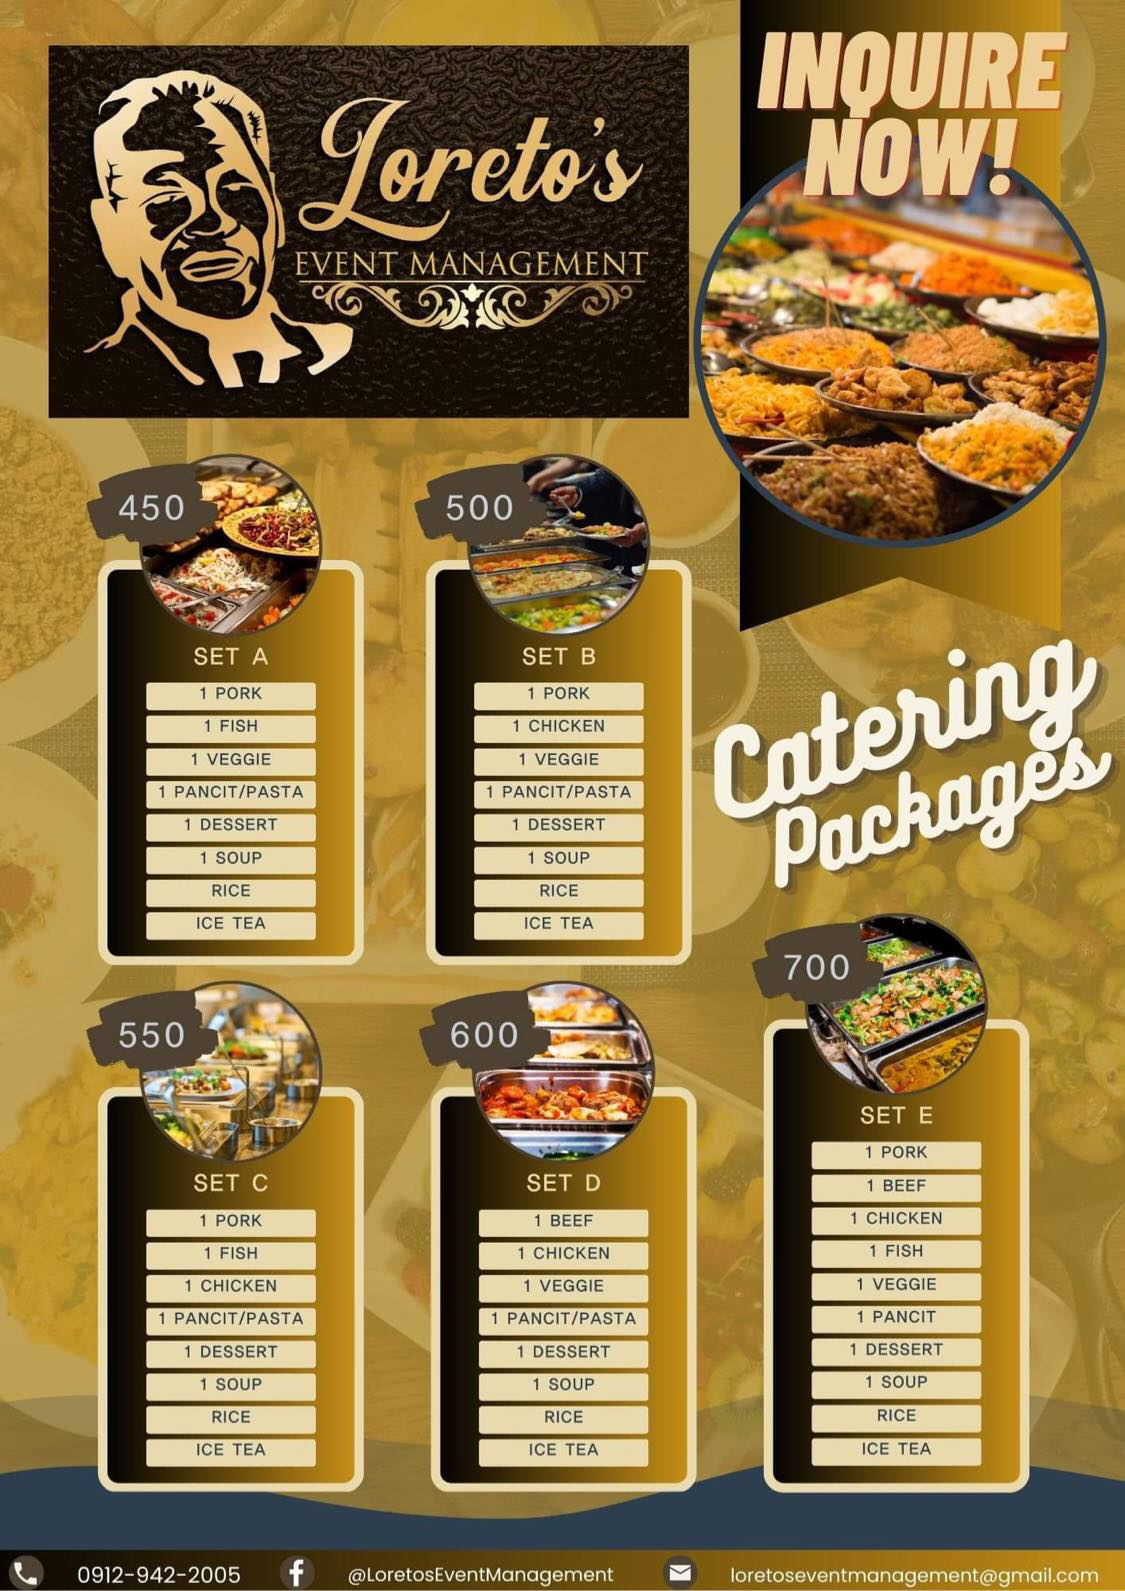 Loreto's
EVENT MANAGEMENT
INQUIRE
NOW!
450
SET A
1 PORK
1 FISH
1 VEGGIE
1 PANCIT/PASTA
1 DESSERT
1 SOUP
RICE
ICE TEA
500
SET B
1 PORK
1 CHICKEN
1 VEGGIE
1 PANCIT/PASTA
1 DESSERT
1 SOUP
RICE
ICE TEA
Catering
Packages
550
SET C
1 PORK
1 FISH
1 CHICKEN
1 PANCIT/PASTA
1 DESSERT
1 SOUP
RICE
ICE TEA
600
SET D
1 BEEF
1 CHICKEN
1 VEGGIE
1 PANCIT/PASTA
1 DESSERT
1 SOUP
RICE
ICE TEA
700
SET E
1 PORK
1 BEEF
1 CHICKEN
1 FISH
1 VEGGIE
1 PANCIT
1 DESSERT
1 SOUP
RICE
ICE TEA
0912-942-2005
@LoretosEventManagement
loretoseventmanagement@gmail.com